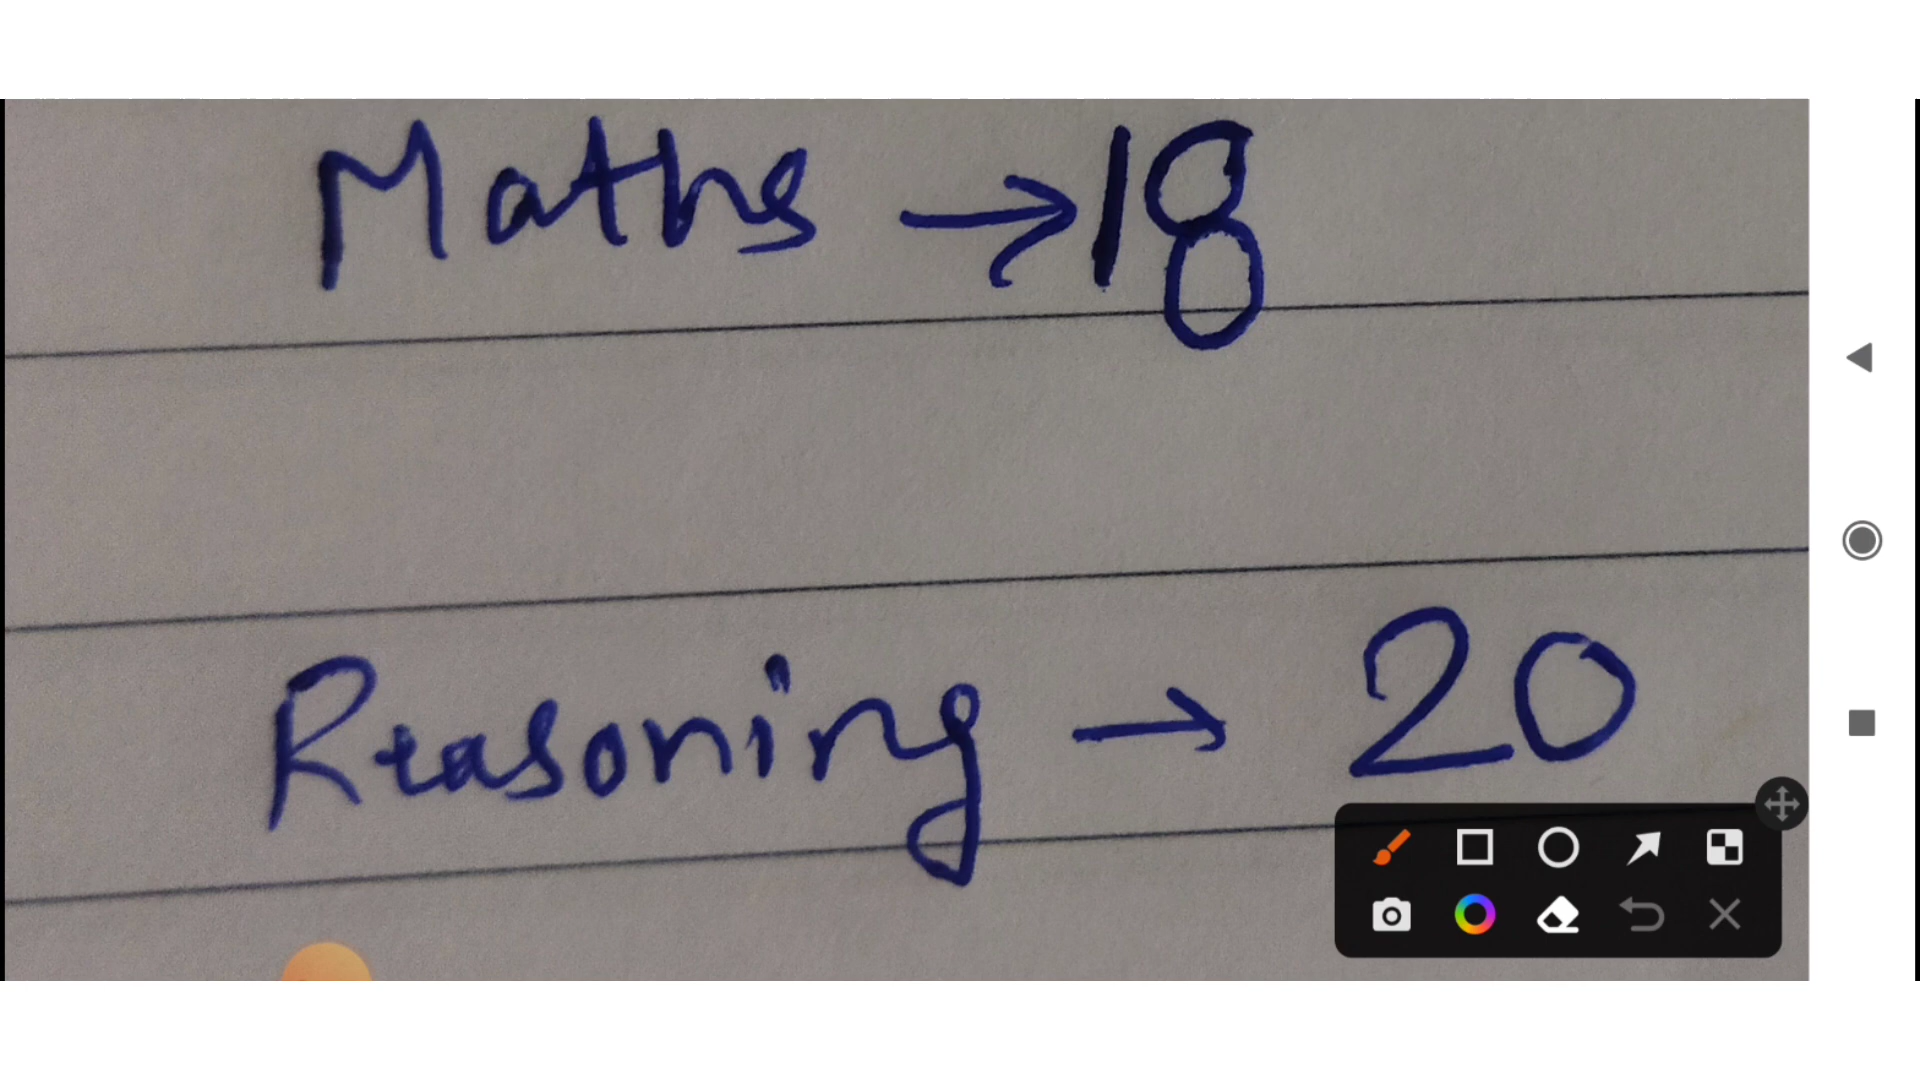 Maths →18
Reasoning → 20